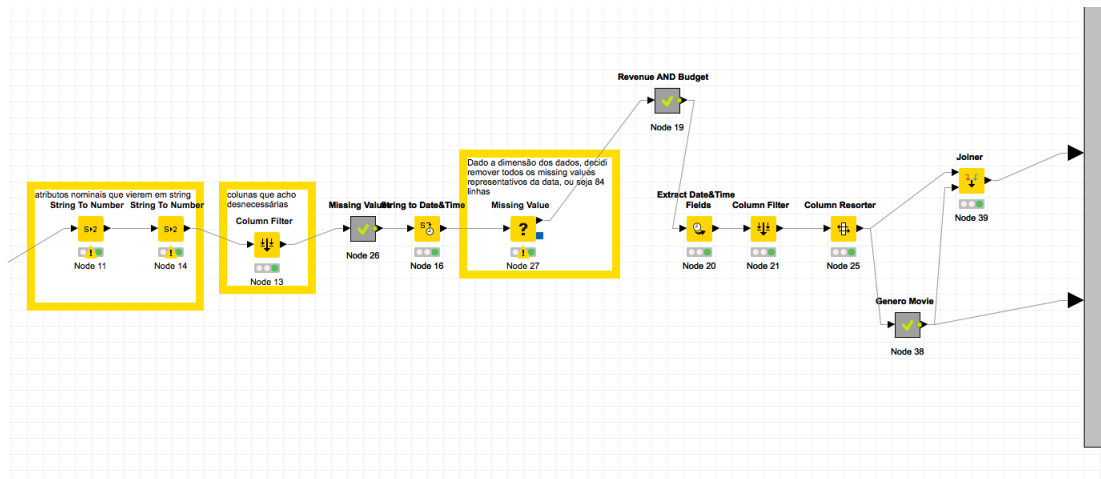 Revenue AND Budget
Node 19
Dado a dimensão dos dados, decidi
remover todos os missing values
representativos da data, ou seja 84
linhas
Joiner
Node 39
atributos nominais que vierem em string
String To Number
String To Number
Node 11
Node 14
colunas que acho
desnecessárias
Column Filter
Node 13
Missing Values
Node 26
String to Date&Time
Node 16
Missing Value
Node 27
Extract Date&Time
Fields
Node 20
Column Filter
Node 21
Column Resorter
Node 25
Genero Movie
Node 38
S▸2
S▸2
S
?